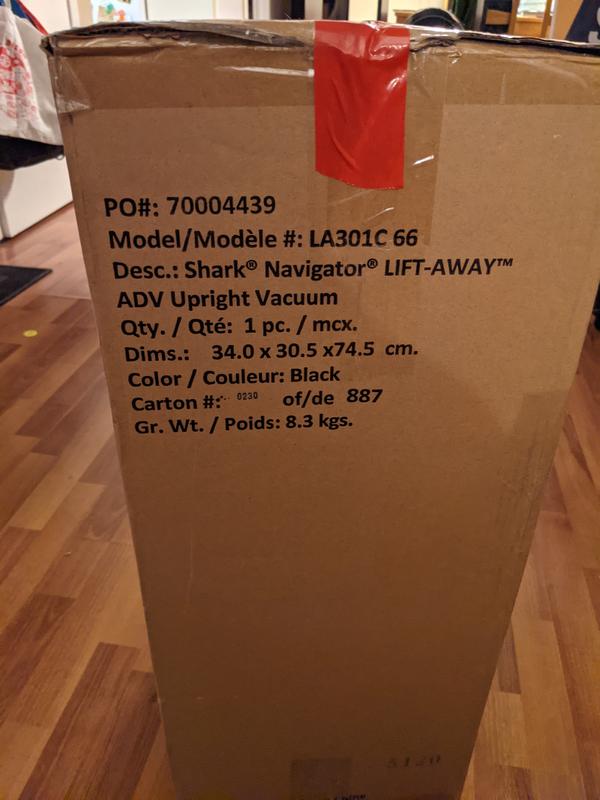 PO#: 70004439
Model/Modèle #: LA301C 66
Desc.: Shark® Navigator® LIFT-AWAY™
ADV Upright Vacuum
Qty. / Qté: 1 pc. / mcx.
Dims.: 34.0 x 30.5 x74.5 cm.
Color / Couleur: Black
Carton #: 0230 of/de 887
Gr. Wt. / Poids: 8.3 kgs.